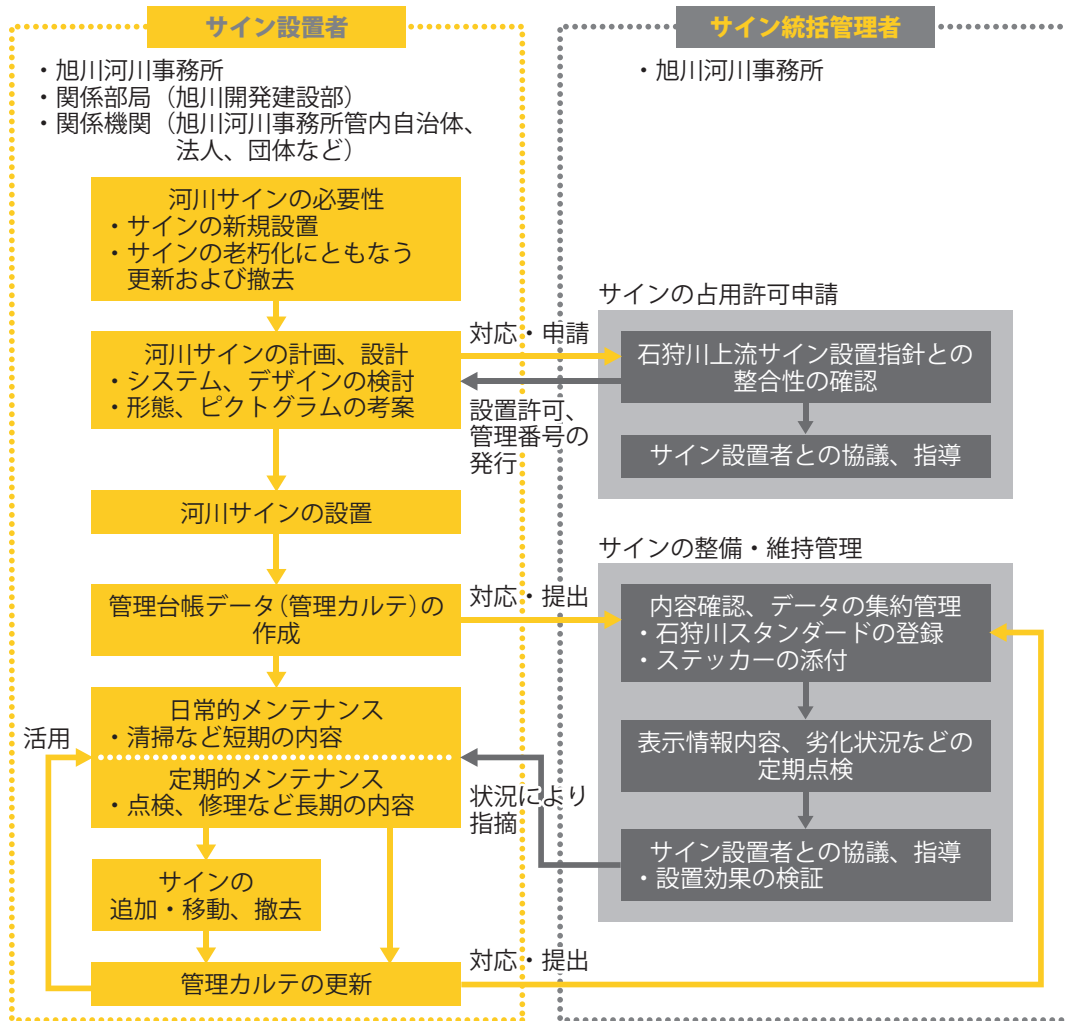 サイン設置者
・旭川河川事務所
・関係部局（旭川開発建設部）
・関係機関（旭川河川事務所管内自治体、
法人、団体など）
河川サインの必要性
・サインの新規設置
・サインの老朽化にともなう
更新および撤去
河川サインの計画、設計
・システム、デザインの検討
・形態、ピクトグラムの考案
河川サインの設置
管理台帳データ（管理カルテ）の
作成
日常的メンテナンス
・清掃など短期の内容
定期的メンテナンス
・点検、修理など長期の内容
活用
サインの
追加・移動、撤去
管理カルテの更新
対応・申請
設置許可、
管理番号の
発行
対応・提出
状況により
指摘
対応・提出
サイン統括管理者
・旭川河川事務所
サインの占用許可申請
石狩川上流サイン設置指針との
整合性の確認
サイン設置者との協議、指導
サインの整備・維持管理
内容確認、データの集約管理
・石狩川スタンダードの登録
・ステッカーの添付
表示情報内容、劣化状況などの
定期点検
サイン設置者との協議、指導
・設置効果の検証